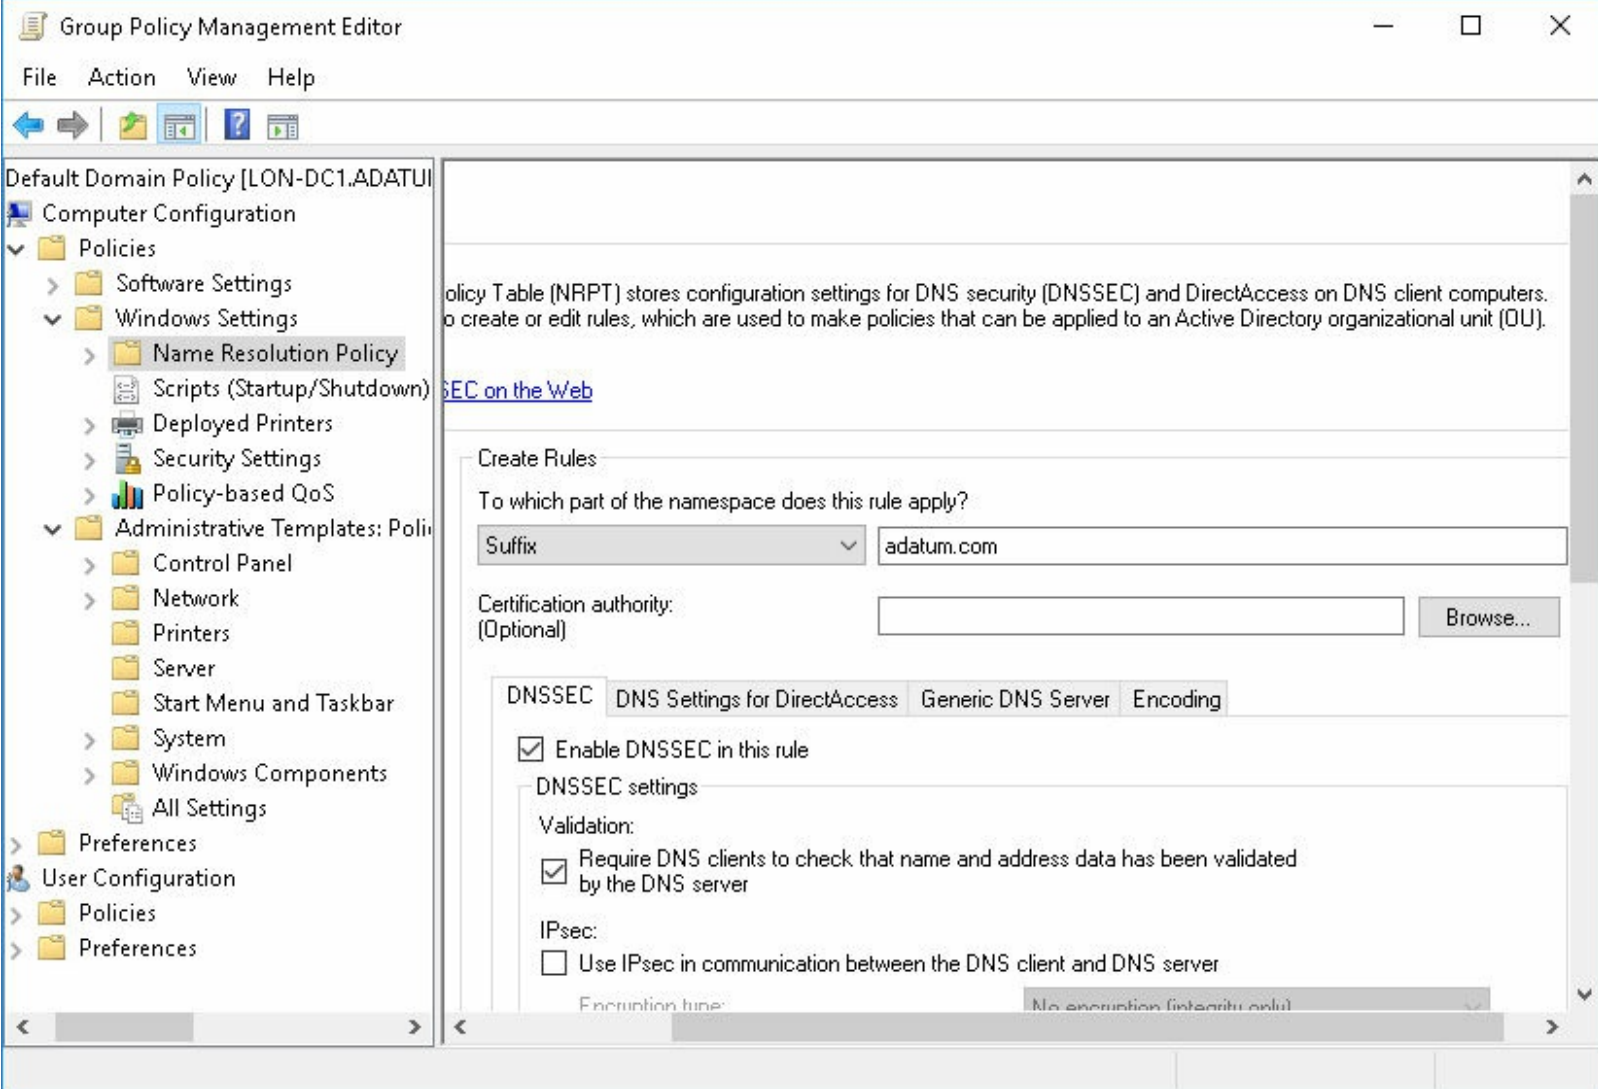 Group Policy Management Editor
File Action View Help
Default Domain Policy [LON-DC1.ADATUI
Computer Configuration
Policies
Software Settings
Windows Settings
Name Resolution Policy
Scripts (Startup/Shutdown)
Deployed Printers
Security Settings
Policy-based QoS
Administrative Templates: Poli
Control Panel
Network
Printers
Server
Start Menu and Taskbar
System
Windows Components
All Settings
Preferences
User Configuration
Policies
Preferences
olicy Table (NRPT) stores configuration settings for DNS security (DNSSEC) and DirectAccess on DNS client computers.
o create or edit rules, which are used to make policies that can be applied to an Active Directory organizational unit (OU).
SEC on the Web
Create Rules
To which part of the namespace does this rule apply?
Suffix adatum.com
Certification authority:
(Optional)
Browse...
DNSSEC DNS Settings for DirectAccess Generic DNS Server Encoding
Enable DNSSEC in this rule
DNSSEC settings
Validation:
Require DNS clients to check that name and address data has been validated
by the DNS server
IPsec:
Use IPsec in communication between the DNS client and DNS server
Encryption type: No encryption (integrity only)